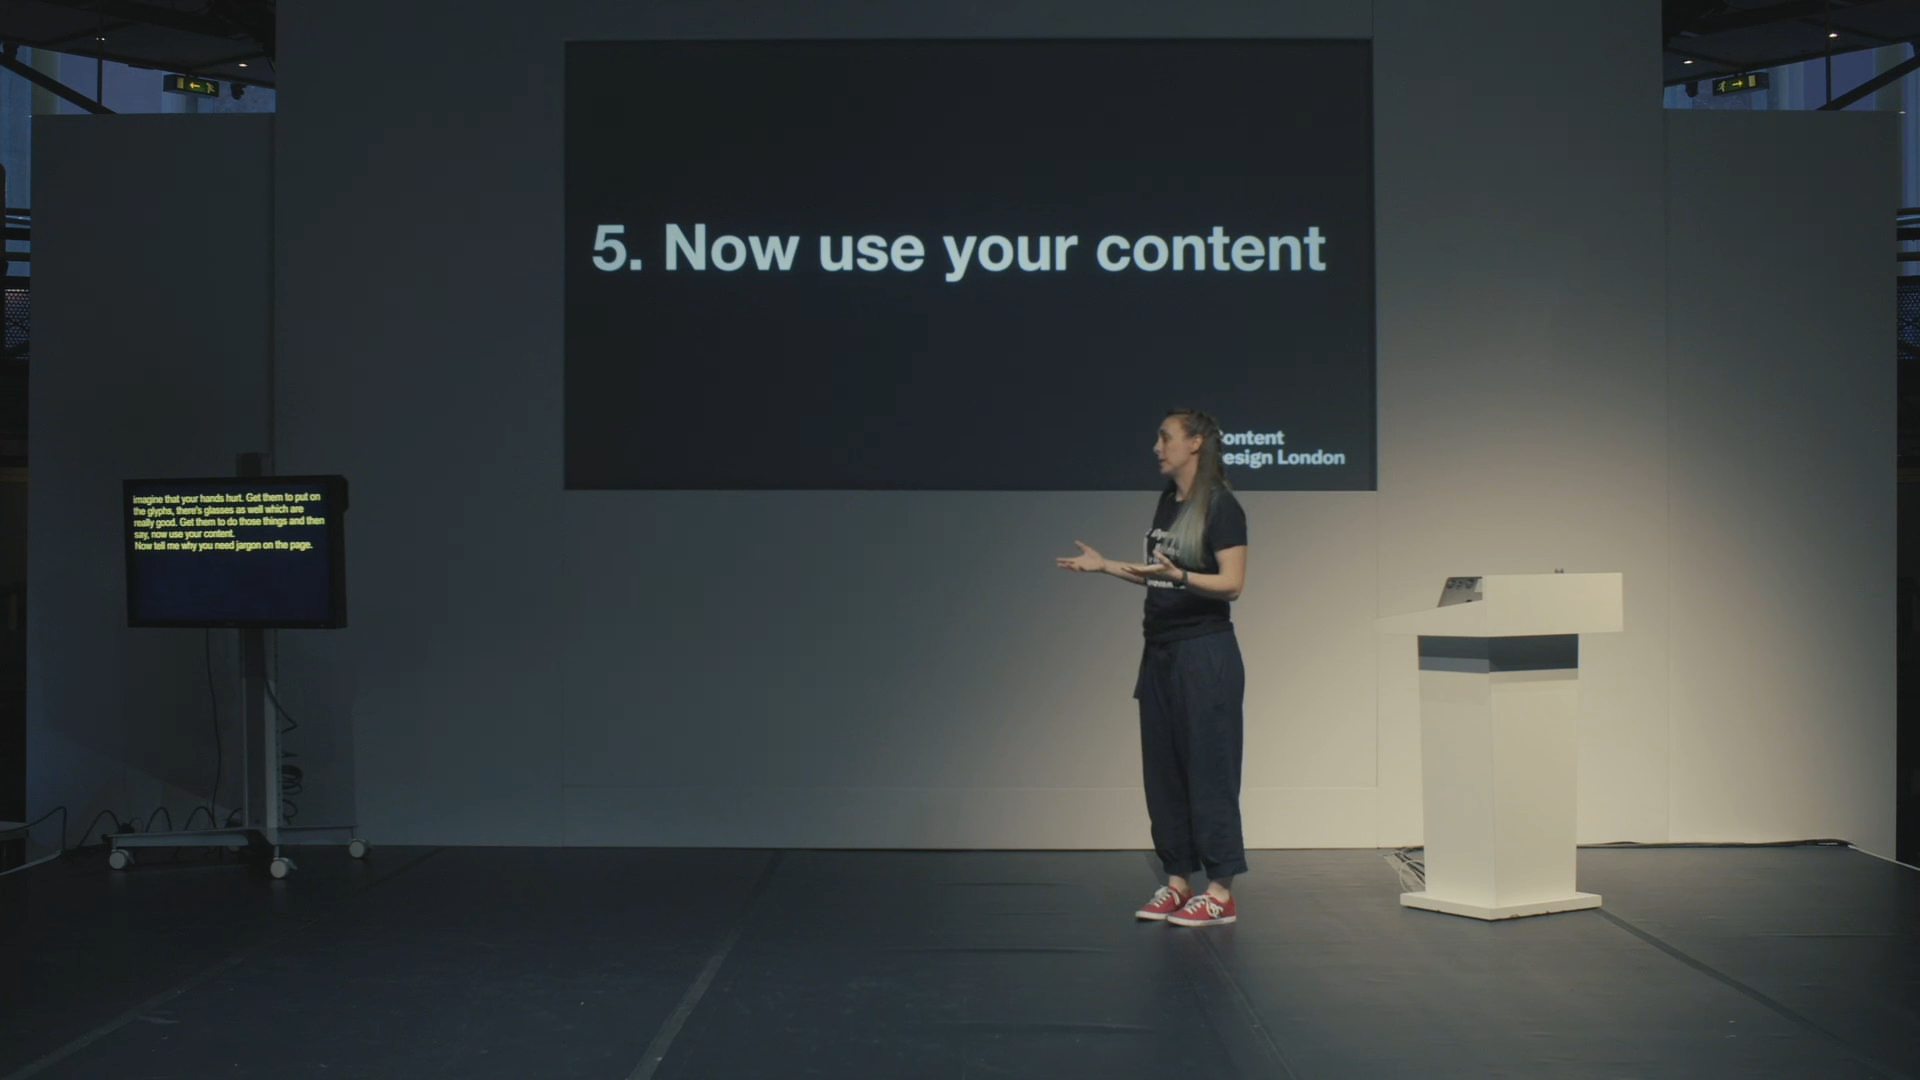 5. Now use your content
ontent
esign London
imagine that your hands hurt. Get them to put on
the glyphs, there's glasses as well which are
really good. Get them to do those things and then
say, now use your content.
Now tell me why you need jargon on the page.